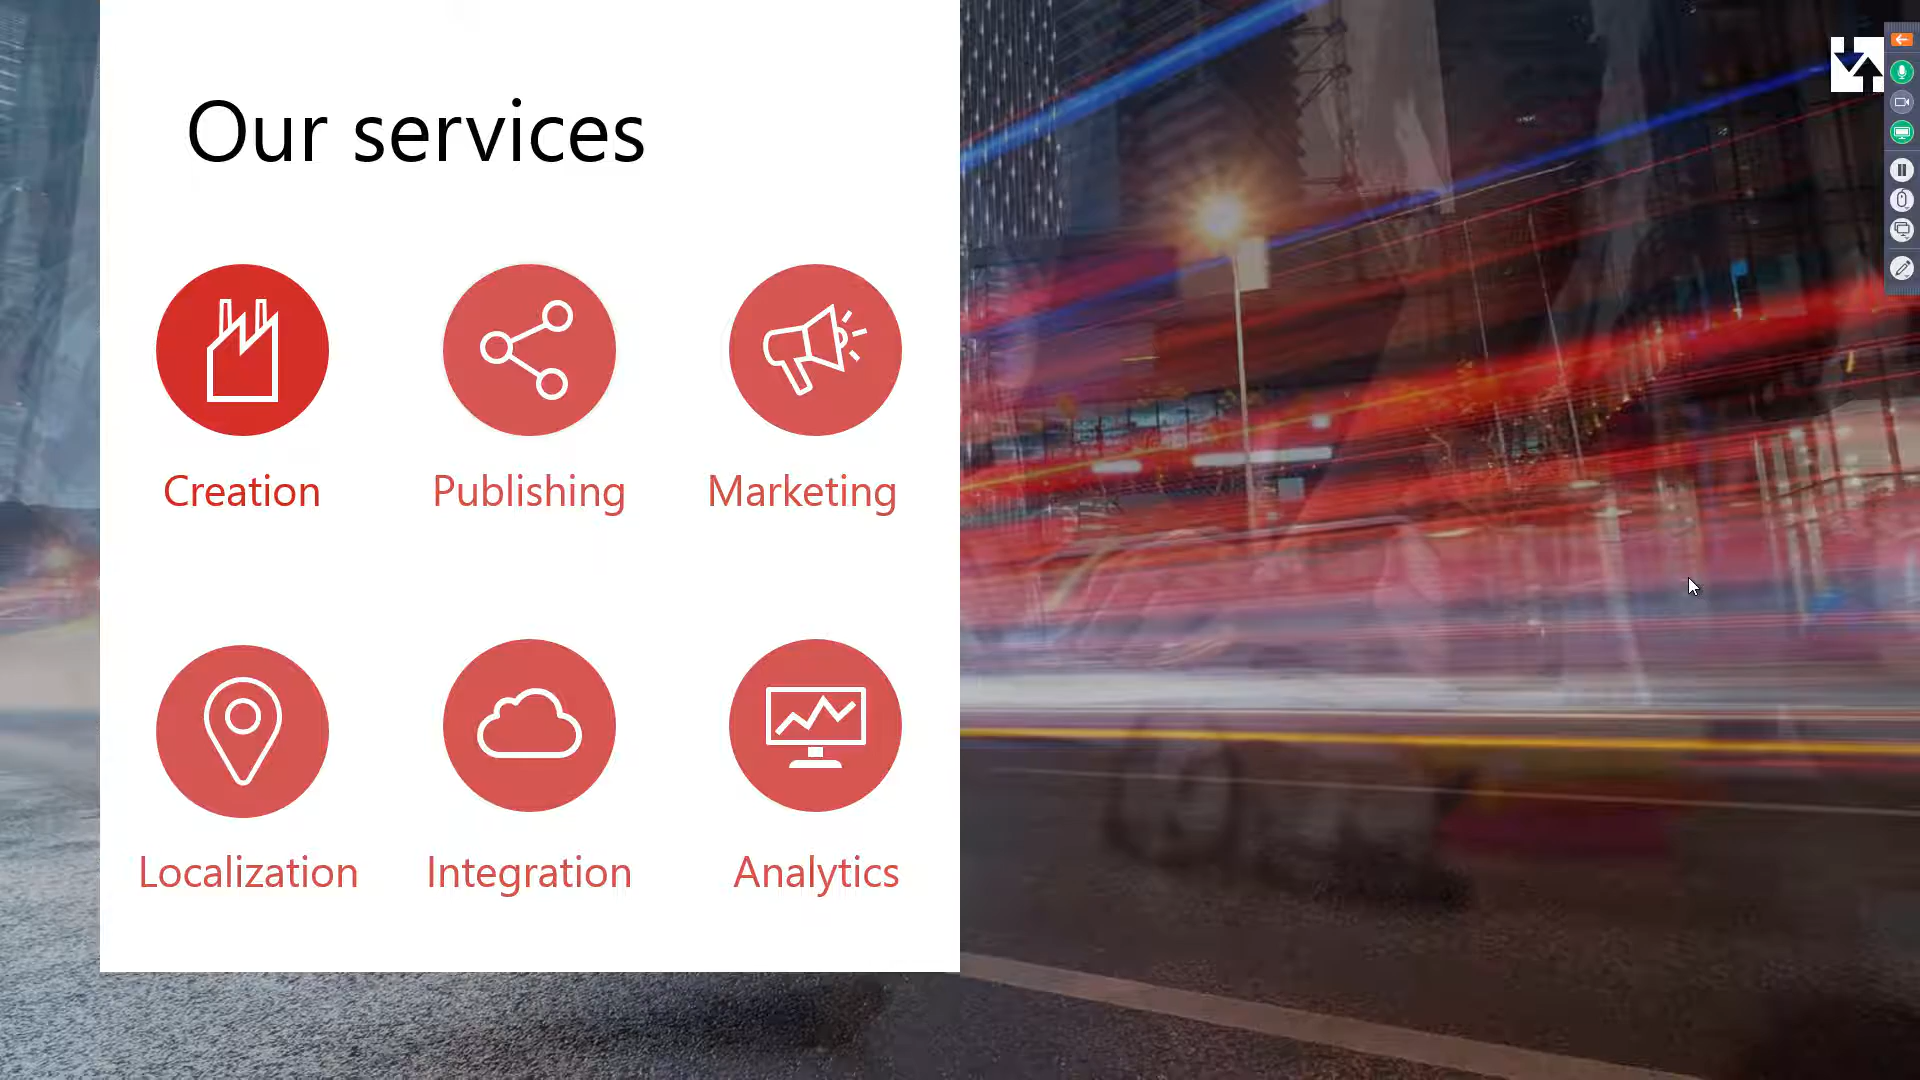 Our services
Creation
Publishing
Marketing
Localization
Integration
Analytics